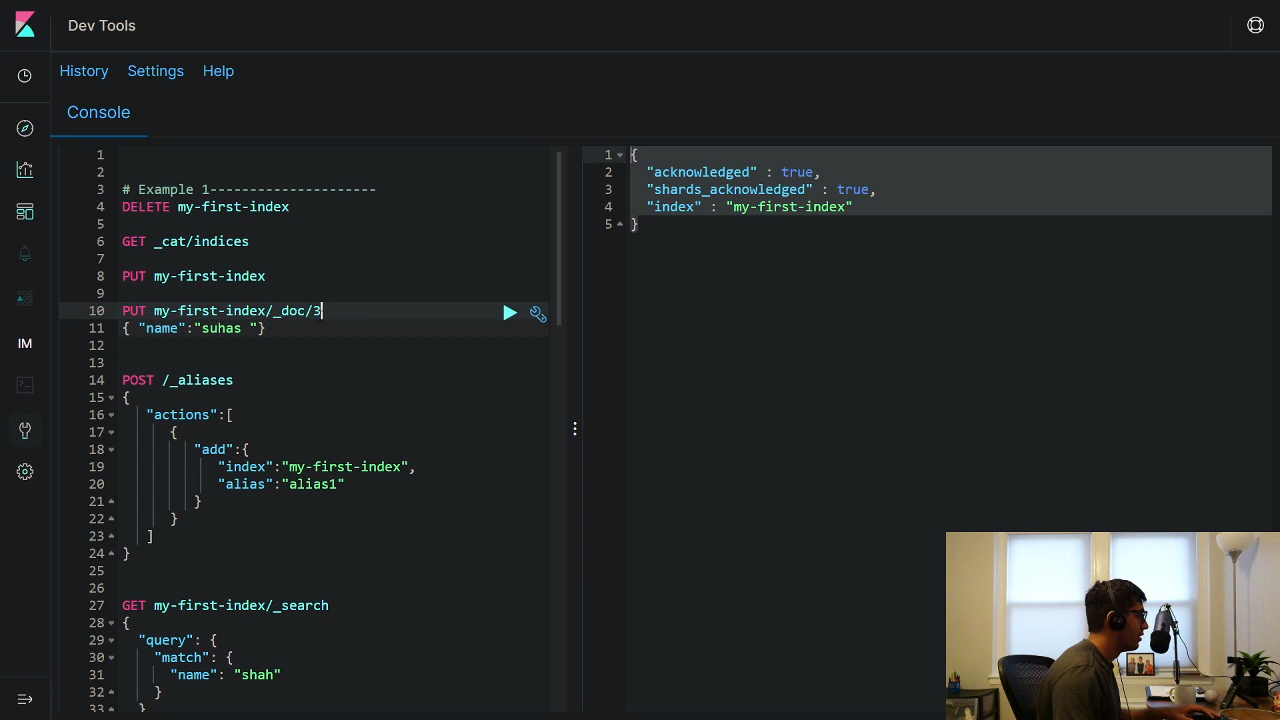 Dev Tools
History Settings Help
Console
1
2
3 # Example 1---------------------
4 DELETE my-first-index
5
6 GET _cat/indices
7
8 PUT my-first-index
9
10 PUT my-first-index/_doc/3
11 { "name":"suhas "}
12
13
14 POST /_aliases
15 {
16 "actions":[
17 {
18 "add":{
19 "index":"my-first-index",
20 "alias":"alias1"
21 }
22 }
23 ]
24 }
25
26
27 GET my-first-index/_search
28 {
29 "query": {
30 "match": {
31 "name": "shah"
32 }
33 }
1 {
2 "acknowledged" : true,
3 "shards_acknowledged" : true,
4 "index" : "my-first-index"
5 }
IM